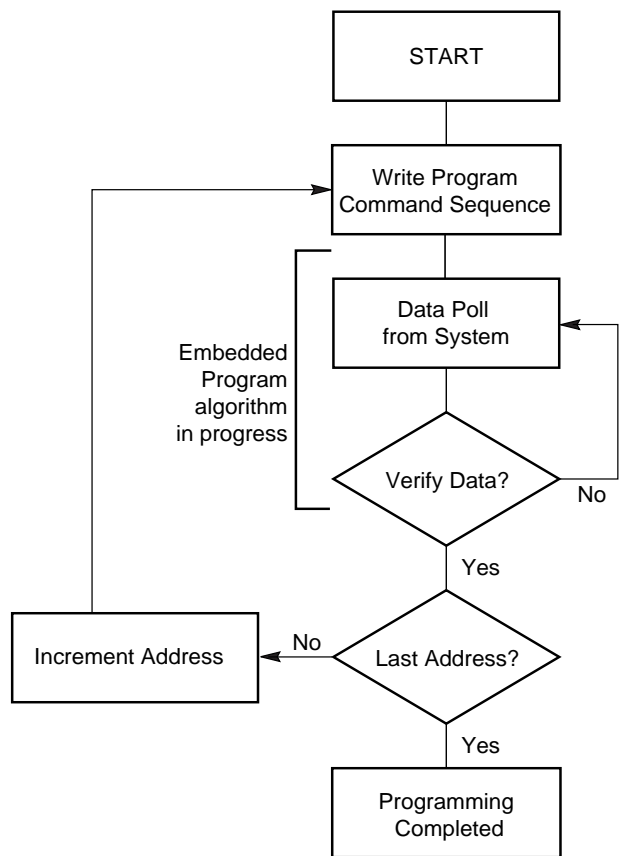 START
Write Program
Command Sequence
Data Poll
from System
Embedded
Program
algorithm
in progress
Verify Data?
No
Yes
Increment Address
No
Last Address?
Yes
Programming
Completed